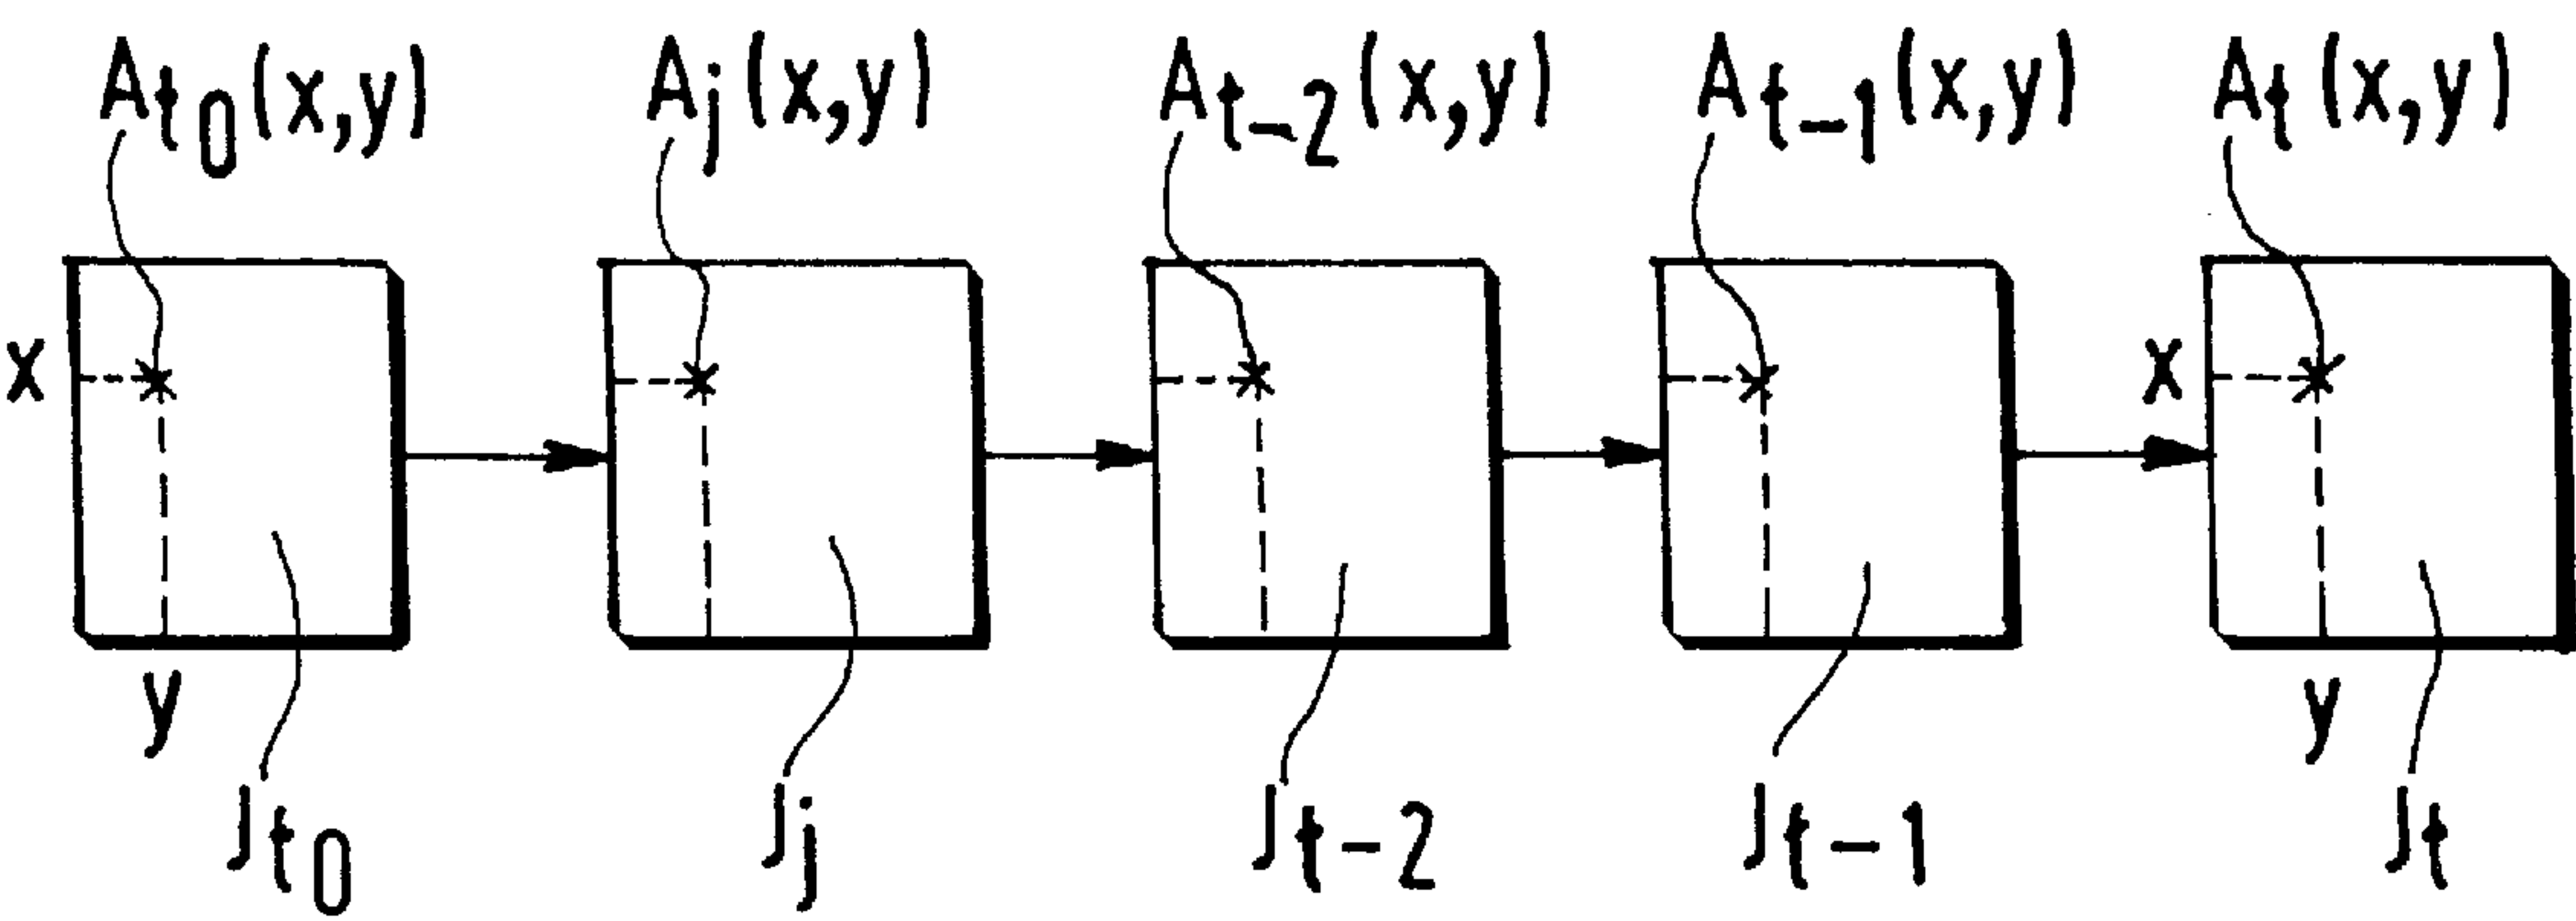 At0(x,y) Aj(x,y) At-2(x,y) At-1(x,y) At(x,y)
x x
y y
Jt0 Jj Jt-2 Jt-1 Jt